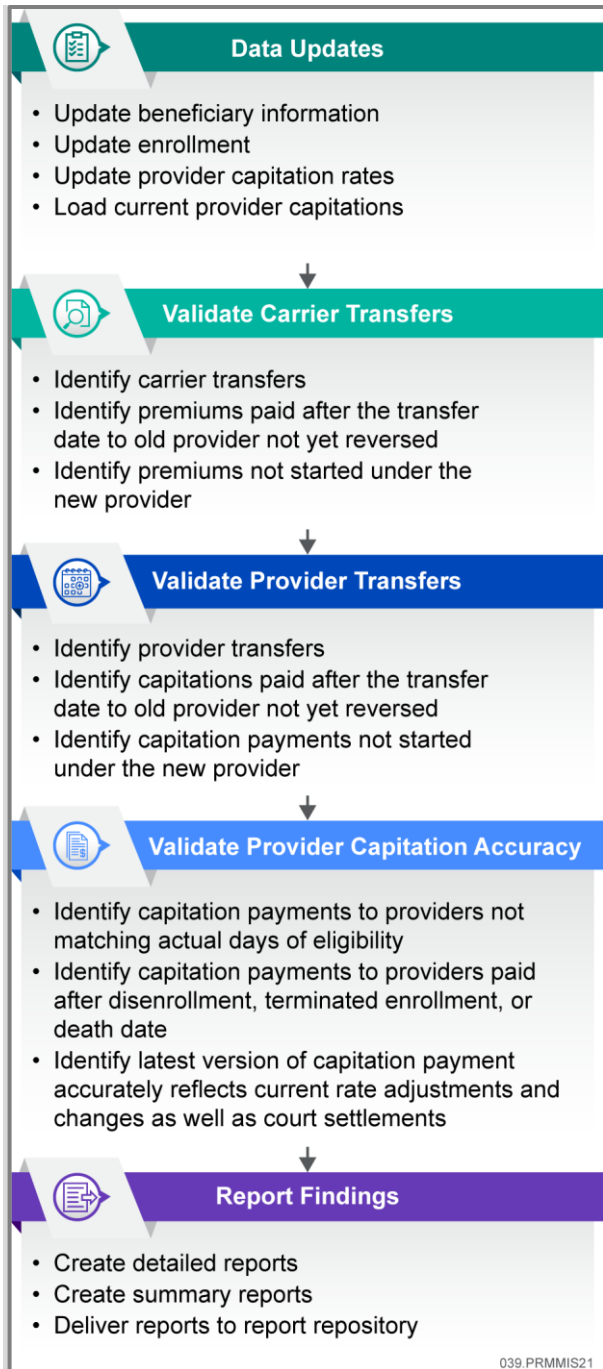 Data Updates
• Update beneficiary information
• Update enrollment
• Update provider capitation rates
• Load current provider capitations
Validate Carrier Transfers
• Identify carrier transfers
• Identify premiums paid after the transfer
date to old provider not yet reversed
• Identify premiums not started under the
new provider
Validate Provider Transfers
• Identify provider transfers
• Identify capitations paid after the transfer
date to old provider not yet reversed
• Identify capitation payments not started
under the new provider
Validate Provider Capitation Accuracy
• Identify capitation payments to providers not
matching actual days of eligibility
• Identify capitation payments to providers paid
after disenrollment, terminated enrollment, or
death date
• Identify latest version of capitation payment
accurately reflects current rate adjustments and
changes as well as court settlements
Report Findings
• Create detailed reports
• Create summary reports
• Deliver reports to report repository
039.PRMMIS21